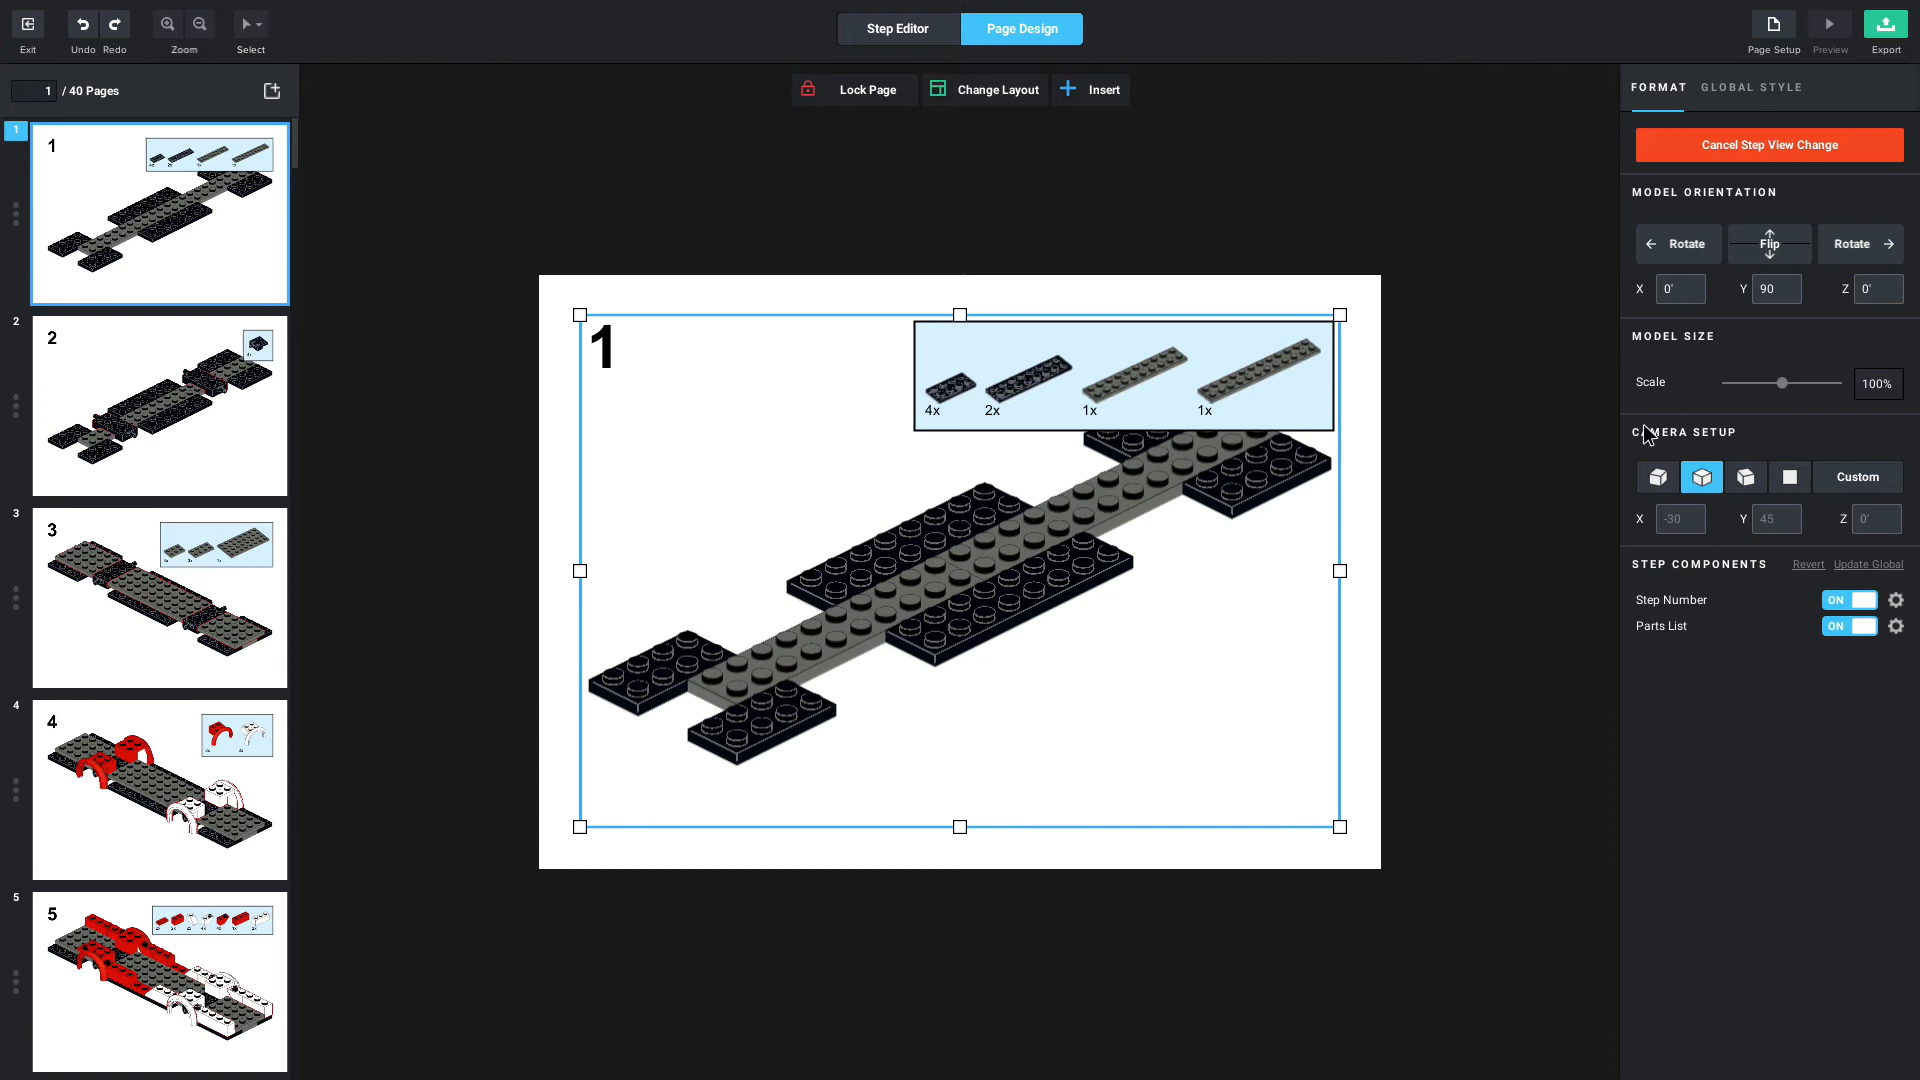 Exit
Undo
Redo
Zoom
Select
Step Editor
Page Design
Page Setup
Preview
Export
1 / 40 Pages
Lock Page
Change Layout
Insert
FORMAT
GLOBAL STYLE
Cancel Step View Change
MODEL ORIENTATION
Rotate
Flip
Rotate
X 0'
Y 90
Z 0'
MODEL SIZE
Scale
100%
CAMERA SETUP
Custom
X -30
Y 45
Z 0'
STEP COMPONENTS
Revert
Update Global
Step Number
ON
Parts List
ON
1
4x
2x
1x
1x
1
1
2
2
3
3
4
4
5
5